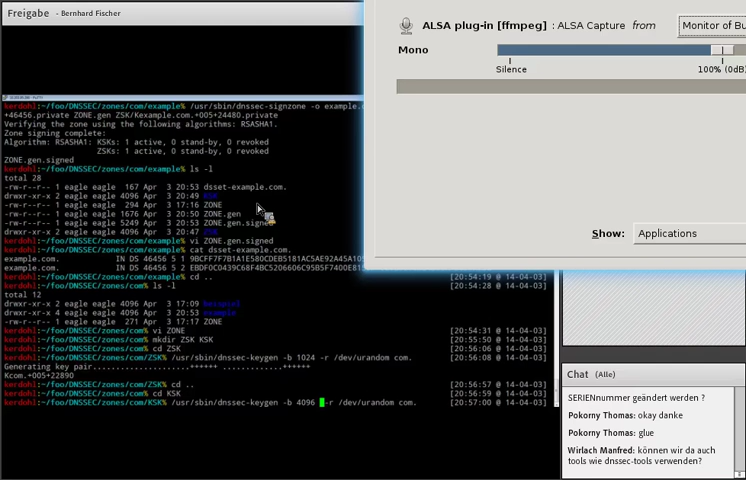 Freigabe - Bernhard Fischer
ALSA plug-in [ffmpeg] : ALSA Capture from
Monitor of Bu
Mono
Silence
100% (0dB)
Show:
Applications
kerdohl:~/foo/DNSSEC/zones/com/example% /usr/sbin/dnssec-signzone -o example.
+46456.private ZONE.gen ZSK/Kexample.com.+005+24480.private
Verifying the zone using the following algorithms: RSASHA1.
Zone signing complete:
Algorithm: RSASHA1: KSKs: 1 active, 0 stand-by, 0 revoked
ZSKs: 1 active, 0 stand-by, 0 revoked
ZONE.gen.signed
kerdohl:~/foo/DNSSEC/zones/com/example% ls -l
total 28
-rw-r--r-- 1 eagle eagle 167 Apr 3 20:53 dsset-example.com.
drwxr-xr-x 2 eagle eagle 4096 Apr 3 20:49 KSK
-rw-r--r-- 1 eagle eagle 294 Apr 3 17:16 ZONE
-rw-r--r-- 1 eagle eagle 1676 Apr 3 20:50 ZONE.gen
-rw-r--r-- 1 eagle eagle 5249 Apr 3 20:53 ZONE.gen.signed
drwxr-xr-x 2 eagle eagle 4096 Apr 3 20:47 ZSK
kerdohl:~/foo/DNSSEC/zones/com/example% vi ZONE.gen.signed
kerdohl:~/foo/DNSSEC/zones/com/example% cat dsset-example.com.
example.com. IN DS 46456 5 1
example.com. IN DS 46456 5 2
kerdohl:~/foo/DNSSEC/zones/com/example% cd .. [20:54:19 @ 14-04-03]
kerdohl:~/foo/DNSSEC/zones/com% ls -l [20:54:28 @ 14-04-03]
total 12
drwxr-xr-x 2 eagle eagle 4096 Apr 3 17:09
drwxr-xr-x 4 eagle eagle 4096 Apr 3 20:53 example
-rw-r--r-- 1 eagle eagle 271 Apr 3 17:17 ZONE
kerdohl:~/foo/DNSSEC/zones/com% vi ZONE [20:54:31 @ 14-04-03]
kerdohl:~/foo/DNSSEC/zones/com% mkdir ZSK KSK [20:55:50 @ 14-04-03]
kerdohl:~/foo/DNSSEC/zones/com% cd ZSK [20:56:06 @ 14-04-03]
kerdohl:~/foo/DNSSEC/zones/com/ZSK% /usr/sbin/dnssec-keygen -b 1024 -r /dev/urandom com. [20:56:08 @ 14-04-03]
Generating key pair.....................++++++ .............++++++
Kcom.+005+22890
kerdohl:~/foo/DNSSEC/zones/com/ZSK% cd .. [20:56:57 @ 14-04-03]
kerdohl:~/foo/DNSSEC/zones/com% cd KSK [20:56:59 @ 14-04-03]
kerdohl:~/foo/DNSSEC/zones/com/KSK% /usr/sbin/dnssec-keygen -b 4096 -r /dev/urandom com. [20:57:00 @ 14-04-03]
Chat (Alle)
SERIENnummer geändert werden ?
Pokorny Thomas: okay danke
Pokorny Thomas: glue
Wirlach Manfred: können wir da auch
tools wie dnssec-tools verwenden?